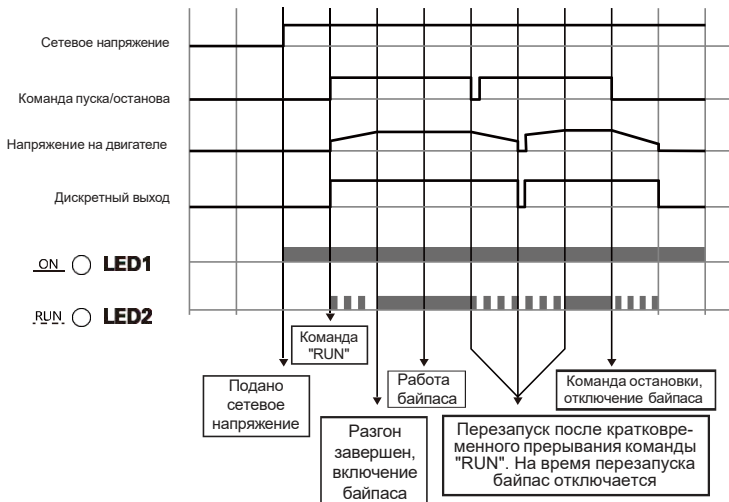 Сетевое напряжение
Команда пуска/останова
Напряжение на двигателе
Дискретный выход
ON LED1
RUN LED2
Команда
"RUN"
Подано
сетевое
напряжение
Работа
байпаса
Команда остановки,
отключение байпаса
Разгон
завершен,
включение
байпаса
Перезапуск после кратковре-
менного прерывания команды
"RUN". На время перезапуска
байпас отключается